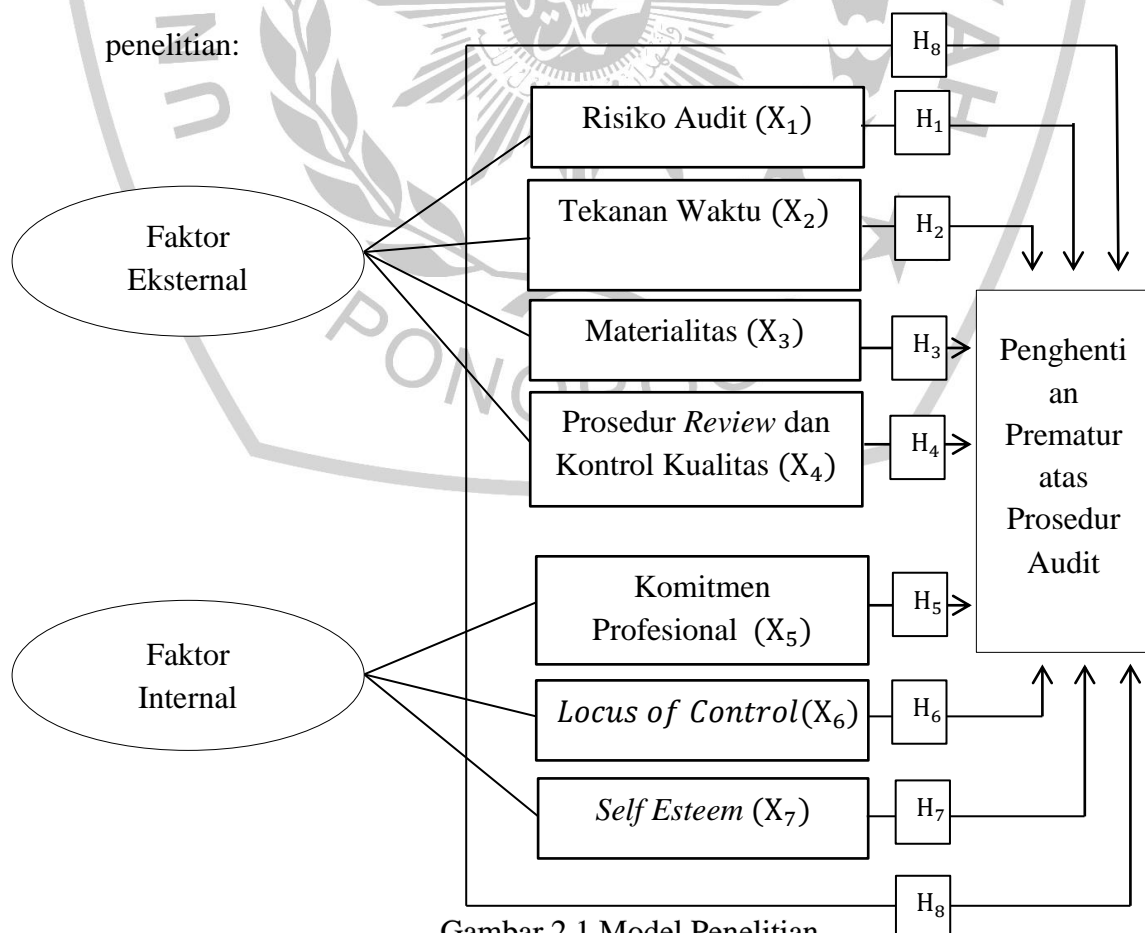 penelitian:
H₈
Risiko Audit (X₁)
H₁
Tekanan Waktu (X₂)
H₂
Faktor
Eksternal
Materialitas (X₃)
H₃
Prosedur Review dan
Kontrol Kualitas (X₄)
H₄
Penghenti
an
Prematur
atas
Prosedur
Audit
Komitmen
Profesional (X₅)
H₅
Faktor
Internal
Locus of Control(X₆)
H₆
Self Esteem (X₇)
H₇
H₈
Gambar 2.1 Model Penelitian
PONOROGO